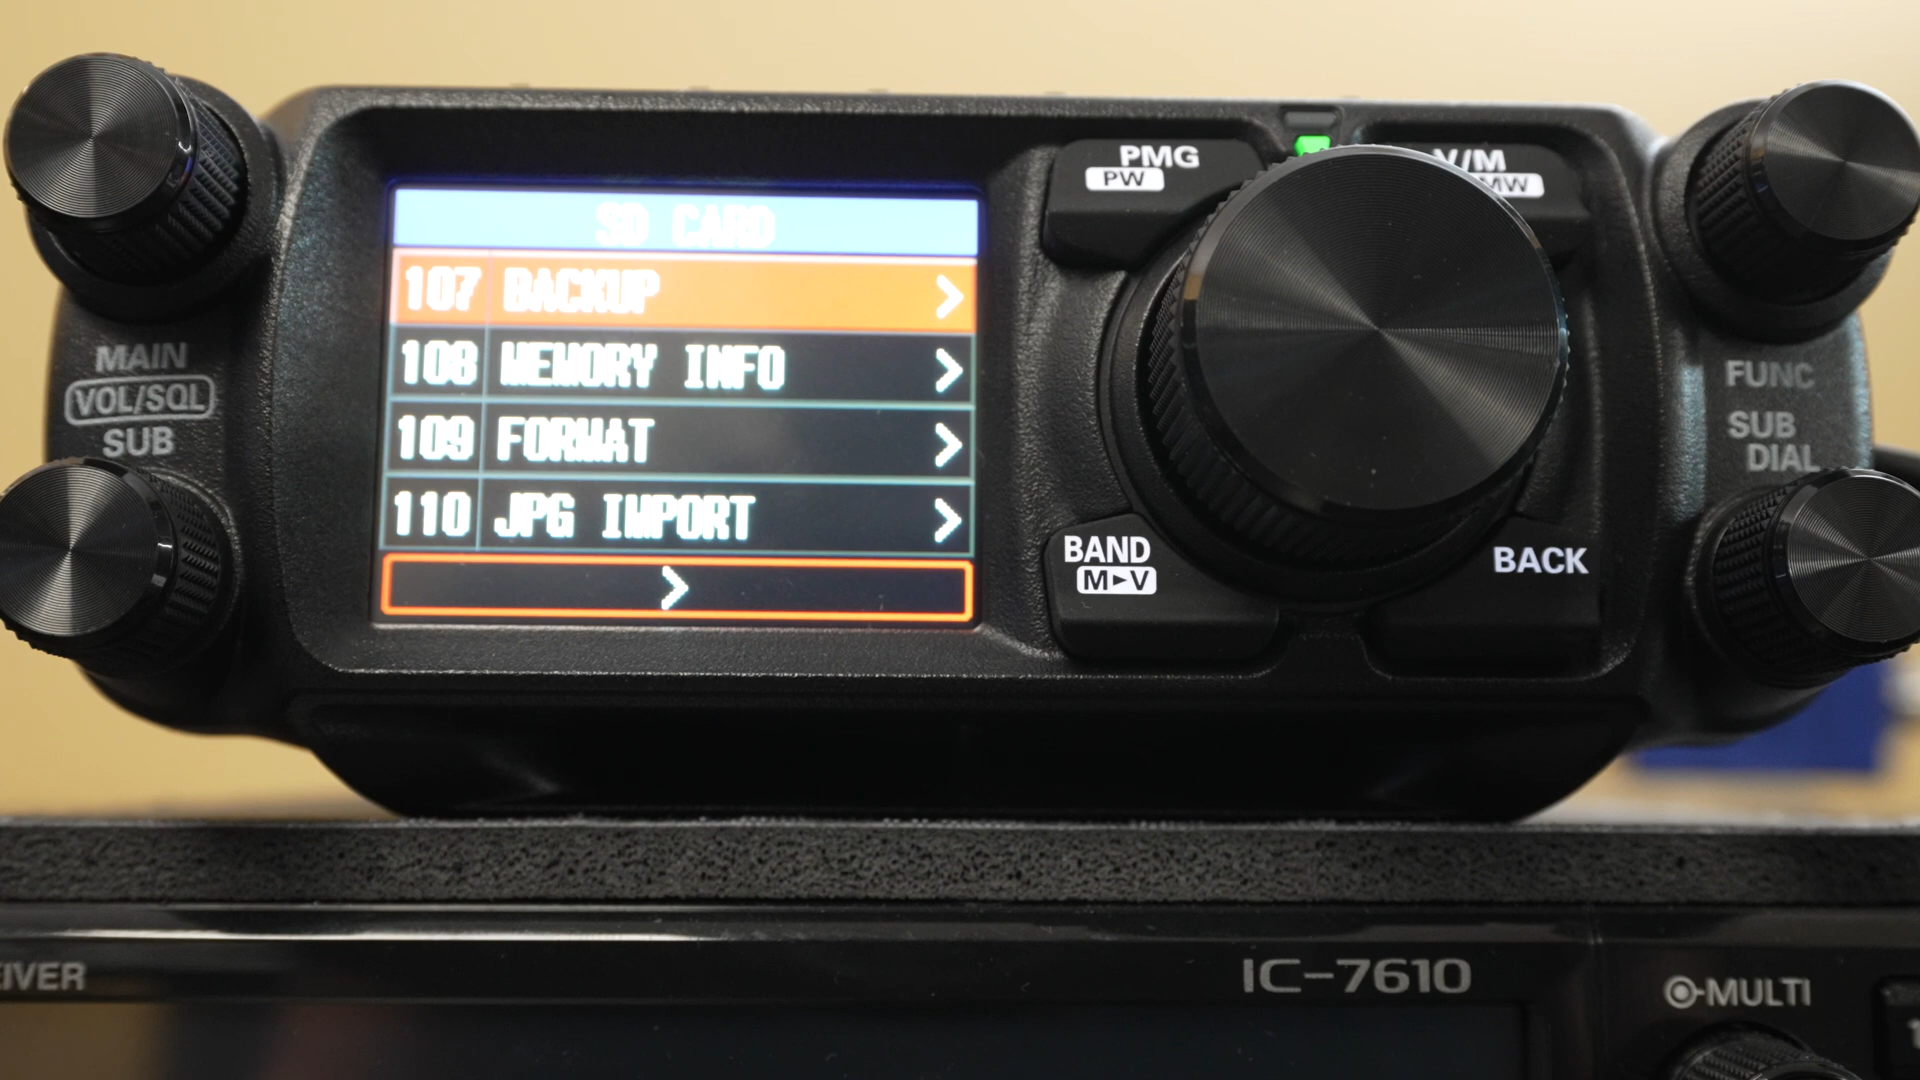 SD CARD
107 BACKUP >
108 MEMORY INFO >
109 FORMAT >
110 JPG IMPORT >
>
MAIN
VOL/SQL
SUB
PMG
PW
V/M
MW
BAND
M►V
BACK
FUNC
SUB
DIAL
IC-7610
MULTI